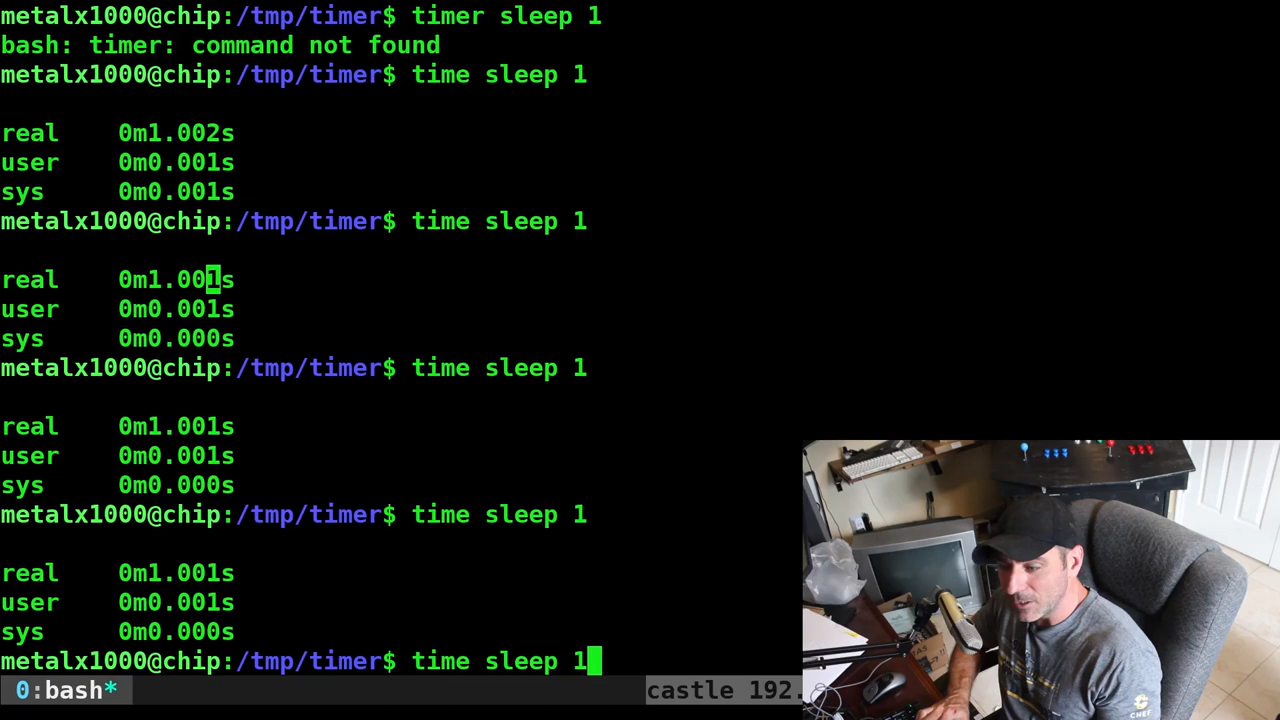 metalx1000@chip:/tmp/timer$ timer sleep 1
bash: timer: command not found
metalx1000@chip:/tmp/timer$ time sleep 1
real    0m1.002s
user    0m0.001s
sys     0m0.001s
metalx1000@chip:/tmp/timer$ time sleep 1
real    0m1.001s
user    0m0.001s
sys     0m0.000s
metalx1000@chip:/tmp/timer$ time sleep 1
real    0m1.001s
user    0m0.001s
sys     0m0.000s
metalx1000@chip:/tmp/timer$ time sleep 1
real    0m1.001s
user    0m0.001s
sys     0m0.000s
metalx1000@chip:/tmp/timer$ time sleep 1
0:bash* castle 192.
CHEF